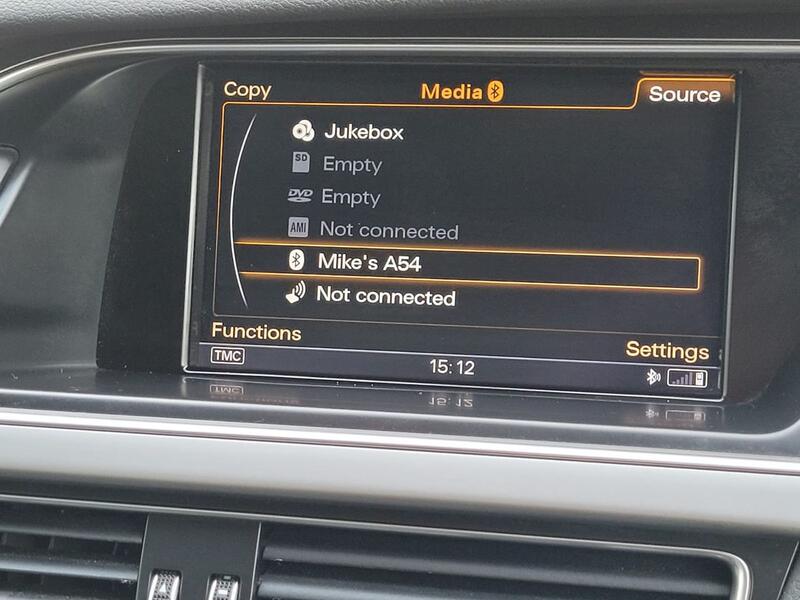 Copy
Media
Source
Jukebox
SD Empty
DVD Empty
AMI Not connected
Mike's A54
Not connected
Functions
Settings
TMC
15:12